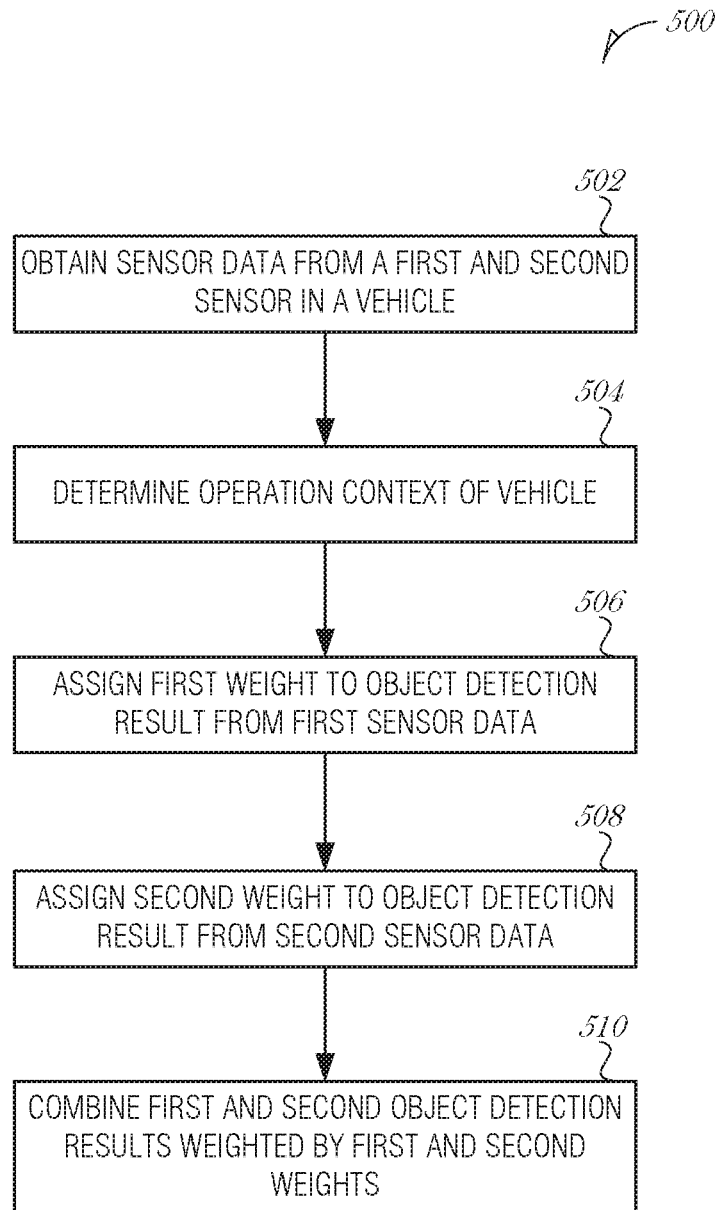 500
502
OBTAIN SENSOR DATA FROM A FIRST AND SECOND
SENSOR IN A VEHICLE
504
DETERMINE OPERATION CONTEXT OF VEHICLE
506
ASSIGN FIRST WEIGHT TO OBJECT DETECTION
RESULT FROM FIRST SENSOR DATA
508
ASSIGN SECOND WEIGHT TO OBJECT DETECTION
RESULT FROM SECOND SENSOR DATA
510
COMBINE FIRST AND SECOND OBJECT DETECTION
RESULTS WEIGHTED BY FIRST AND SECOND
WEIGHTS